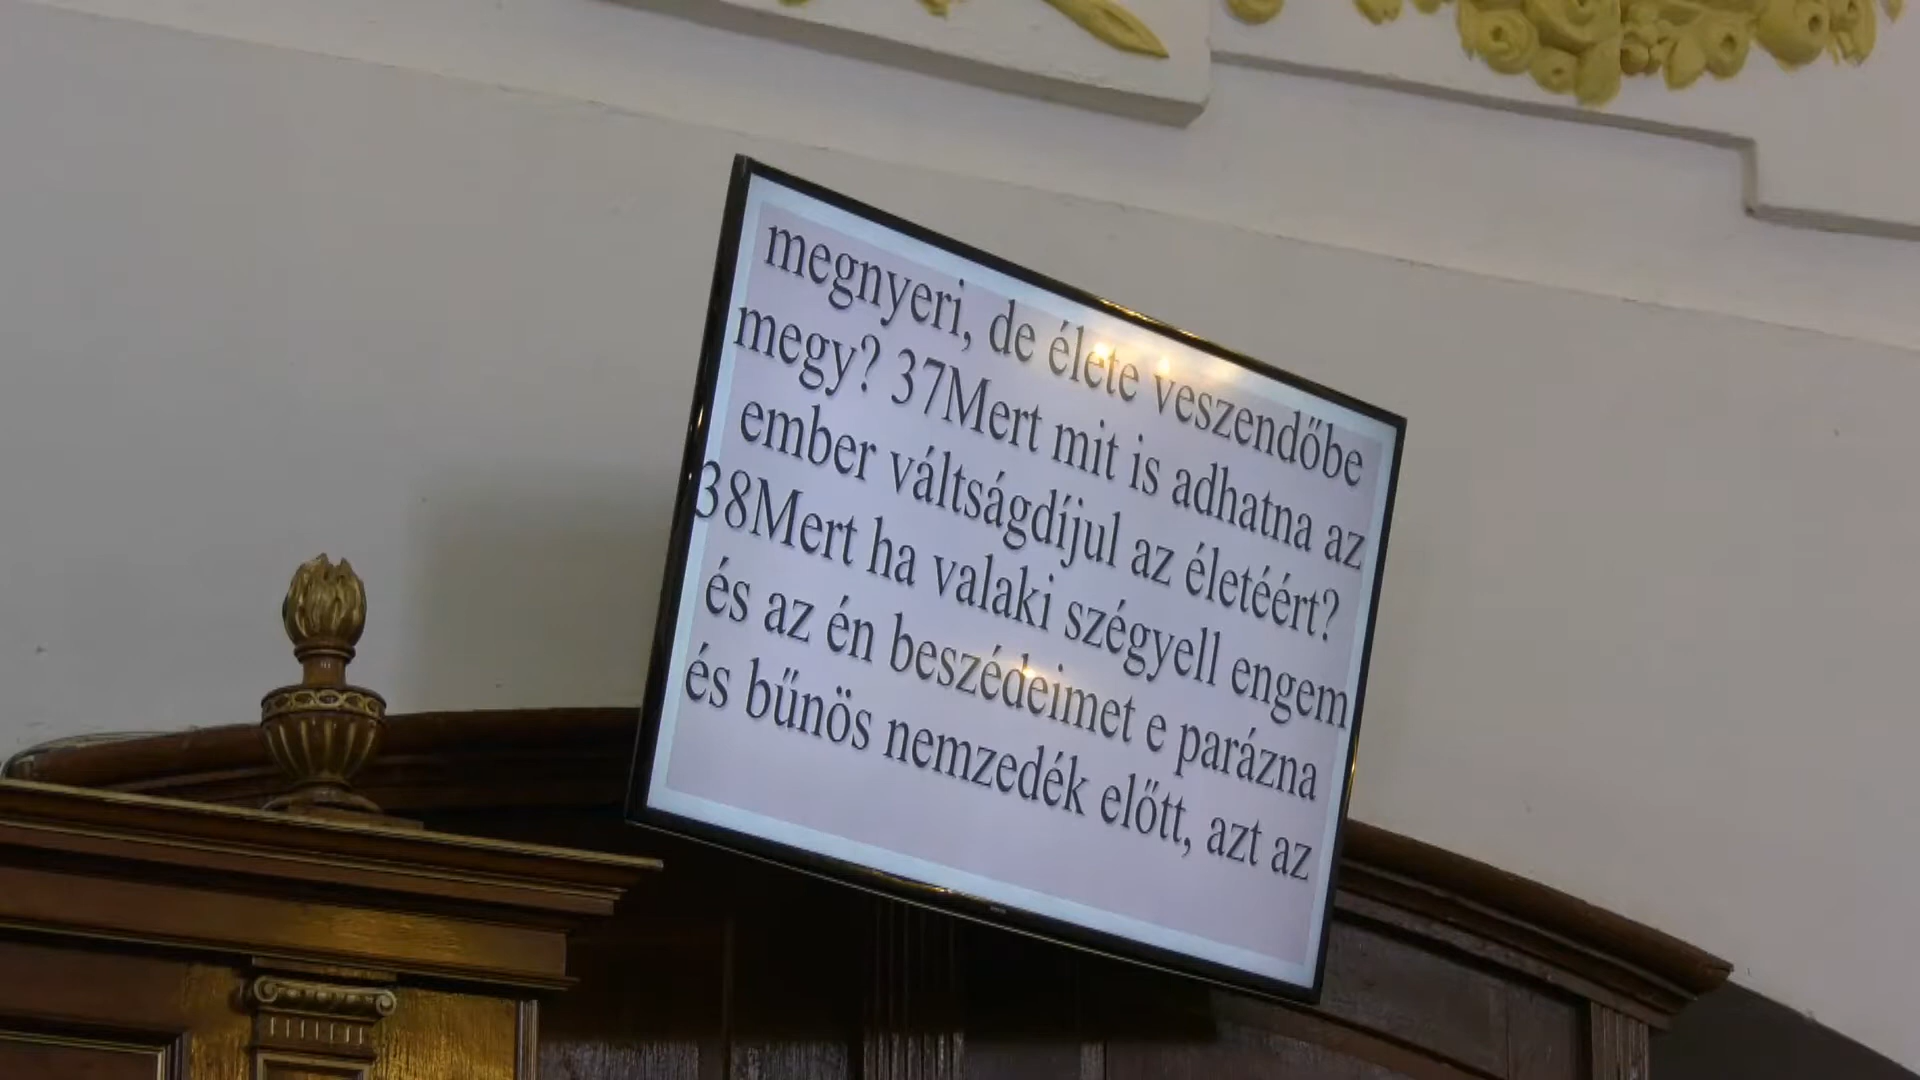 megnyeri, de élete veszendőbe
megy? 37Mert mit is adhatna az
ember váltságdíjul az életéért?
38Mert ha valaki szégyell engem
és az én beszédeimet e parázna
és bűnös nemzedék előtt, azt az